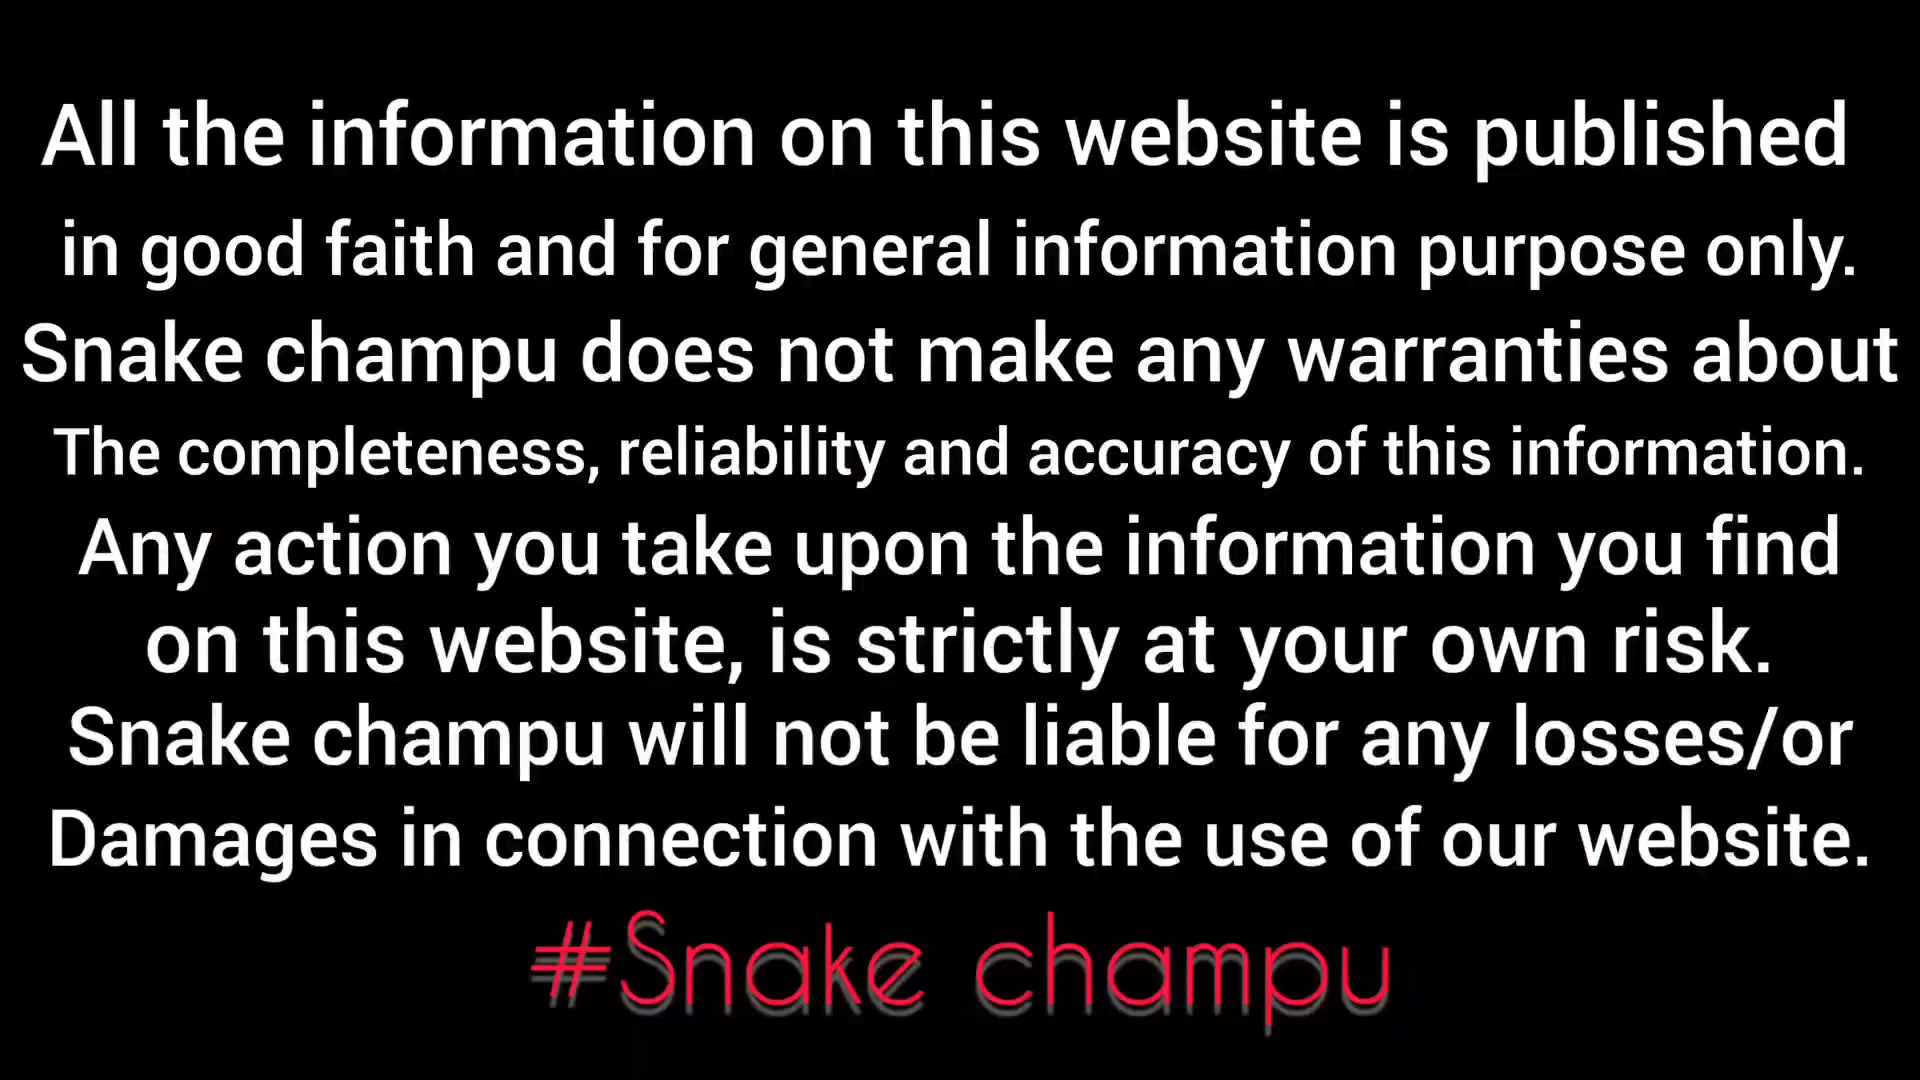 All the information on this website is published
in good faith and for general information purpose only.
Snake champu does not make any warranties about
The completeness, reliability and accuracy of this information.
Any action you take upon the information you find
on this website, is strictly at your own risk.
Snake champu will not be liable for any losses/or
Damages in connection with the use of our website.
#Snake champu